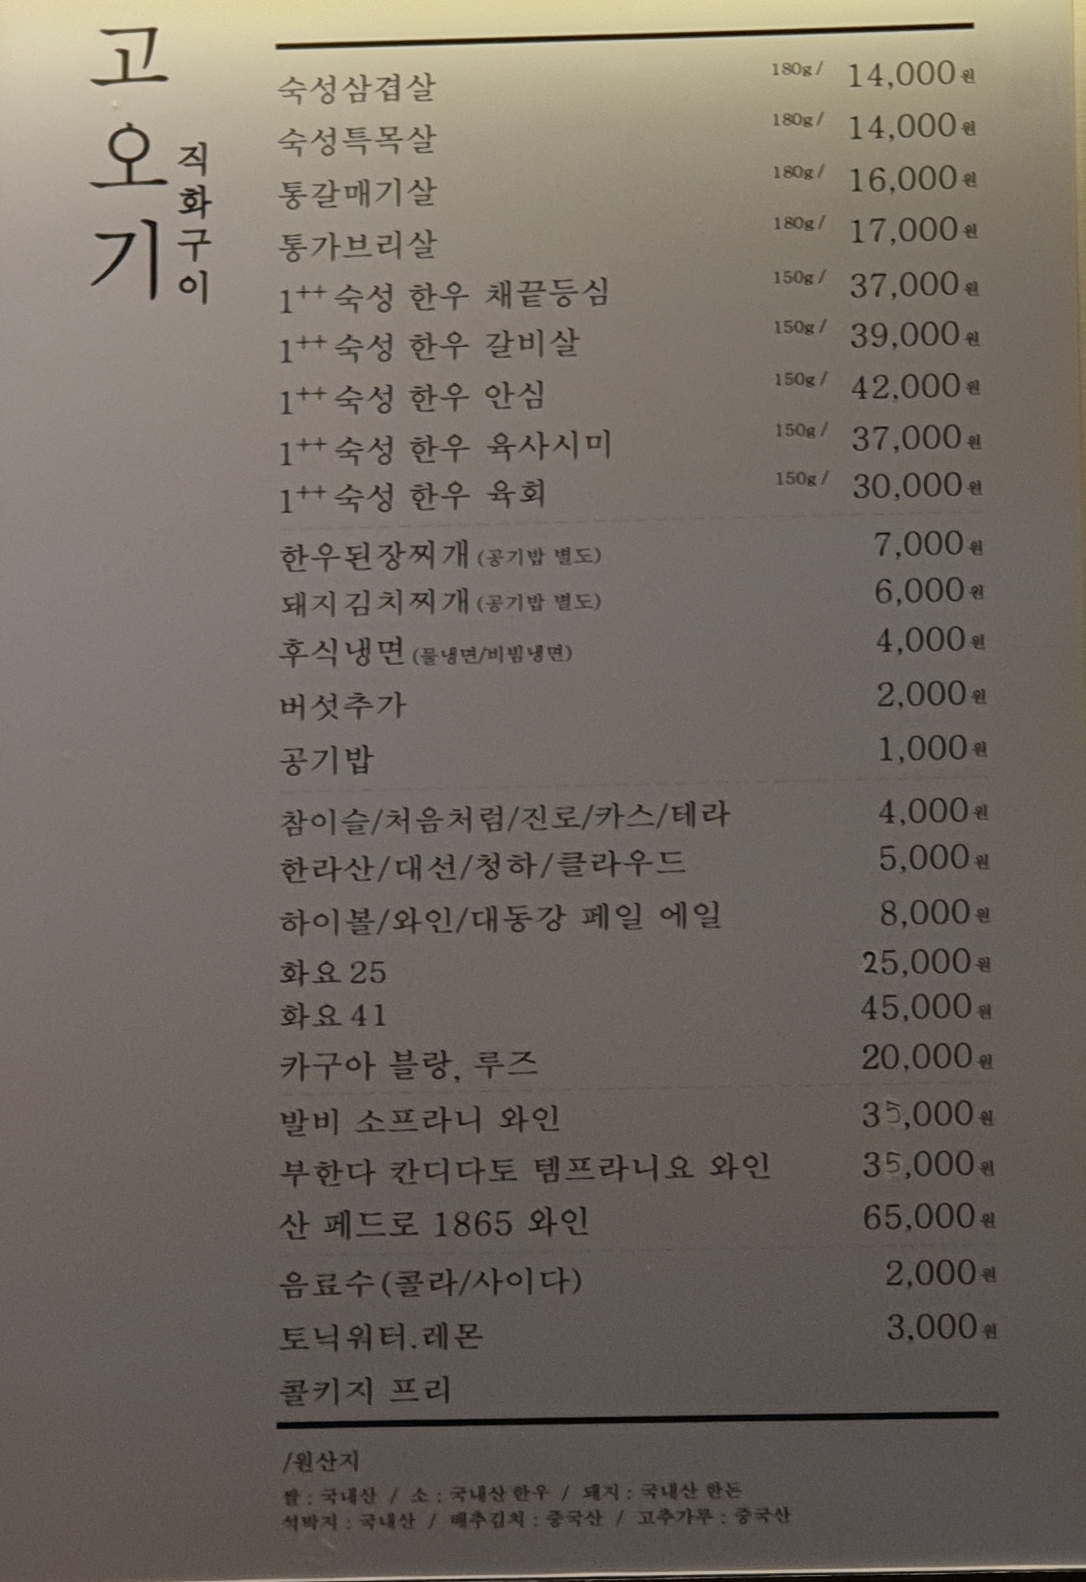 고오기
직화구이
숙성삼겹살 180g/ 14,000원
숙성특목살 180g/ 14,000원
통갈매기살 180g/ 16,000원
통가브리살 180g/ 17,000원
1++숙성 한우 채끝등심 150g/ 37,000원
1++숙성 한우 갈비살 150g/ 39,000원
1++숙성 한우 안심 150g/ 42,000원
1++숙성 한우 육사시미 150g/ 37,000원
1++숙성 한우 육회 150g/ 30,000원
한우된장찌개(공기밥 별도) 7,000원
돼지김치찌개(공기밥 별도) 6,000원
후식냉면(물냉면/비빔냉면) 4,000원
버섯추가 2,000원
공기밥 1,000원
참이슬/처음처럼/진로/카스/테라 4,000원
한라산/대선/청하/클라우드 5,000원
하이볼/와인/대동강 페일 에일 8,000원
화요25 25,000원
화요41 45,000원
카구아 블랑, 루즈 20,000원
발비 소프라니 와인 35,000원
부한다 칸디다토 템프라니요 와인 35,000원
산 페드로 1865 와인 65,000원
음료수(콜라/사이다) 2,000원
토닉워터.레몬 3,000원
콜키지 프리
/원산지
쌀 : 국내산 / 소 : 국내산 한우 / 돼지 : 국내산 한돈
석박지 : 국내산 / 배추김치 : 중국산 / 고추가루 : 중국산